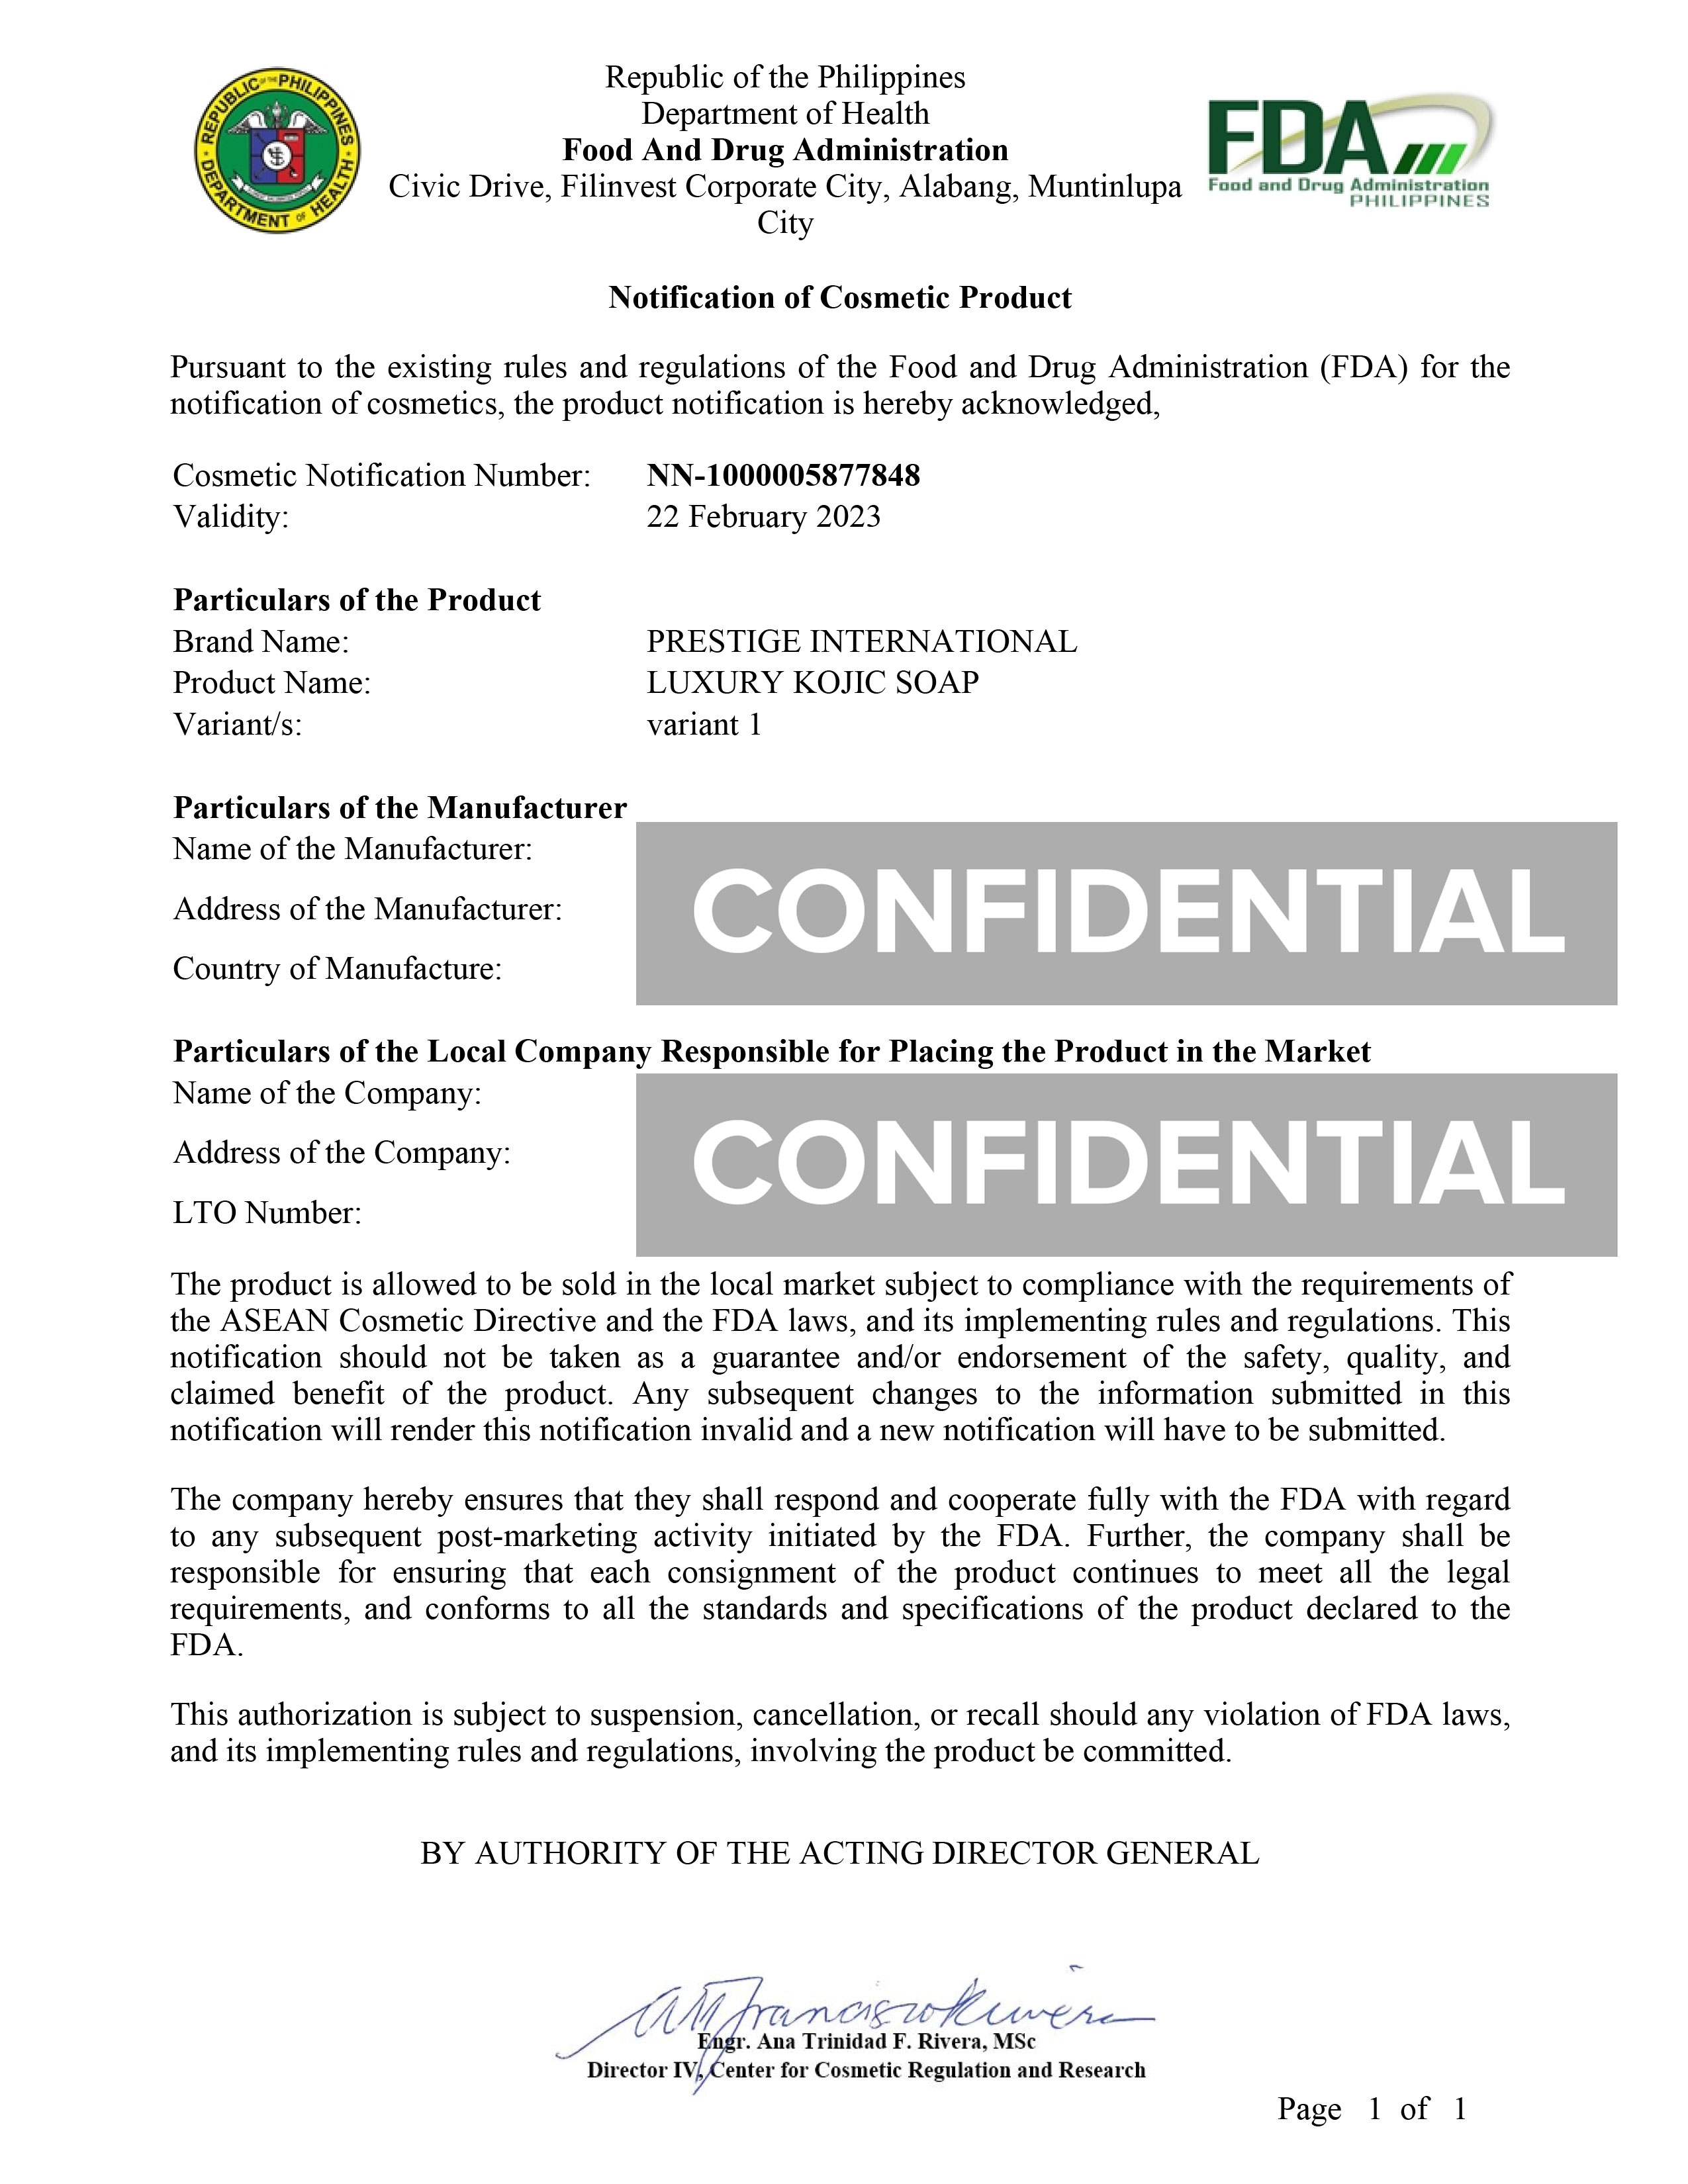 REPUBLIC OF THE PHILIPPINES
DEPARTMENT OF HEALTH
Republic of the Philippines
Department of Health
Food And Drug Administration
Civic Drive, Filinvest Corporate City, Alabang, Muntinlupa
City
FDA
Food and Drug Administration
PHILIPPINES
Notification of Cosmetic Product
Pursuant to the existing rules and regulations of the Food and Drug Administration (FDA) for the
notification of cosmetics, the product notification is hereby acknowledged,
Cosmetic Notification Number: NN-1000005877848
Validity: 22 February 2023
Particulars of the Product
Brand Name: PRESTIGE INTERNATIONAL
Product Name: LUXURY KOJIC SOAP
Variant/s: variant 1
Particulars of the Manufacturer
Name of the Manufacturer:
Address of the Manufacturer:
CONFIDENTIAL
Country of Manufacture:
Particulars of the Local Company Responsible for Placing the Product in the Market
Name of the Company:
Address of the Company:
CONFIDENTIAL
LTO Number:
The product is allowed to be sold in the local market subject to compliance with the requirements of
the ASEAN Cosmetic Directive and the FDA laws, and its implementing rules and regulations. This
notification should not be taken as a guarantee and/or endorsement of the safety, quality, and
claimed benefit of the product. Any subsequent changes to the information submitted in this
notification will render this notification invalid and a new notification will have to be submitted.
The company hereby ensures that they shall respond and cooperate fully with the FDA with regard
to any subsequent post-marketing activity initiated by the FDA. Further, the company shall be
responsible for ensuring that each consignment of the product continues to meet all the legal
requirements, and conforms to all the standards and specifications of the product declared to the
FDA.
This authorization is subject to suspension, cancellation, or recall should any violation of FDA laws,
and its implementing rules and regulations, involving the product be committed.
BY AUTHORITY OF THE ACTING DIRECTOR GENERAL
Engr. Ana Trinidad F. Rivera, MSc
Director IV, Center for Cosmetic Regulation and Research
Page 1 of 1